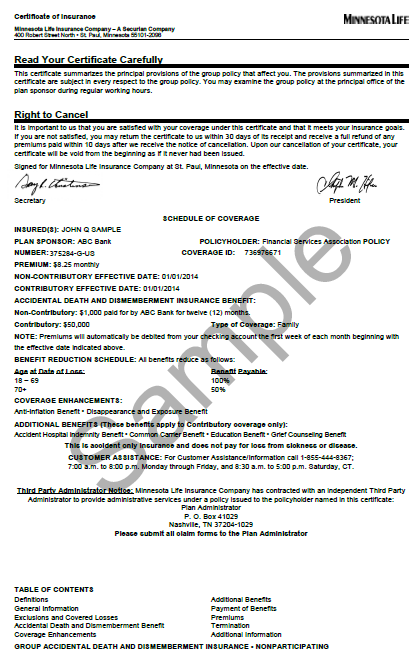 Certificate of Insurance
MINNESOTA LIFE
Minnesota Life Insurance Company – A Securian Company
400 Robert Street North • St. Paul, Minnesota 55101-2098
Read Your Certificate Carefully
This certificate summarizes the principal provisions of the group policy that affect you. The provisions summarized in this
certificate are subject in every respect to the group policy. You may examine the group policy at the principal office of the
plan sponsor during regular working hours.
Right to Cancel
It is important to us that you are satisfied with your coverage under this certificate and that it meets your insurance goals.
If you are not satisfied, you may return the certificate to us within 30 days of its receipt and receive a full refund of any
premiums paid within 10 days after we receive the notice of cancellation. Upon our cancellation of your certificate, your
certificate will be void from the beginning as if it never had been issued.
Signed for Minnesota Life Insurance Company at St. Paul, Minnesota on the effective date.
Secretary
President
SCHEDULE OF COVERAGE
INSURED(S): JOHN Q SAMPLE
PLAN SPONSOR: ABC Bank POLICYHOLDER: Financial Services Association POLICY
NUMBER: 375284-G-US COVERAGE ID: 736976671
PREMIUM: $8.25 monthly
NON-CONTRIBUTORY EFFECTIVE DATE: 01/01/2014
CONTRIBUTORY EFFECTIVE DATE: 01/01/2014
ACCIDENTAL DEATH AND DISMEMBERMENT INSURANCE BENEFIT:
Non-Contributory: $1,000 paid for by ABC Bank for twelve (12) months.
Contributory: $50,000 Type of Coverage: Family
NOTE: Premiums will automatically be debited from your checking account the first week of each month beginning with
the effective date indicated above.
BENEFIT REDUCTION SCHEDULE: All benefits reduce as follows:
Age at Date of Loss: Benefit Payable:
18 – 69 100%
70+ 50%
COVERAGE ENHANCEMENTS:
Anti-Inflation Benefit • Disappearance and Exposure Benefit
ADDITIONAL BENEFITS (These benefits apply to Contributory coverage only):
Accident Hospital Indemnity Benefit • Common Carrier Benefit • Education Benefit • Grief Counseling Benefit
This is accident only insurance and does not pay for loss from sickness or disease.
CUSTOMER ASSISTANCE: For Customer Assistance/Information call 1-855-444-8367;
7:00 a.m. to 8:00 p.m. Monday through Friday, and 8:30 a.m. to 5:00 p.m. Saturday, CT.
Third Party Administrator Notice: Minnesota Life Insurance Company has contracted with an independent Third Party
Administrator to provide administrative services under a policy issued to the policyholder named in this certificate:
Plan Administrator
P. O. Box 41029
Nashville, TN 37204-1029
Please submit all claim forms to the Plan Administrator
Sample
TABLE OF CONTENTS
Definitions Additional Benefits
General Information Payment of Benefits
Exclusions and Covered Losses Premiums
Accidental Death and Dismemberment Benefit Termination
Coverage Enhancements Additional Information
GROUP ACCIDENTAL DEATH AND DISMEMBERMENT INSURANCE • NONPARTICIPATING